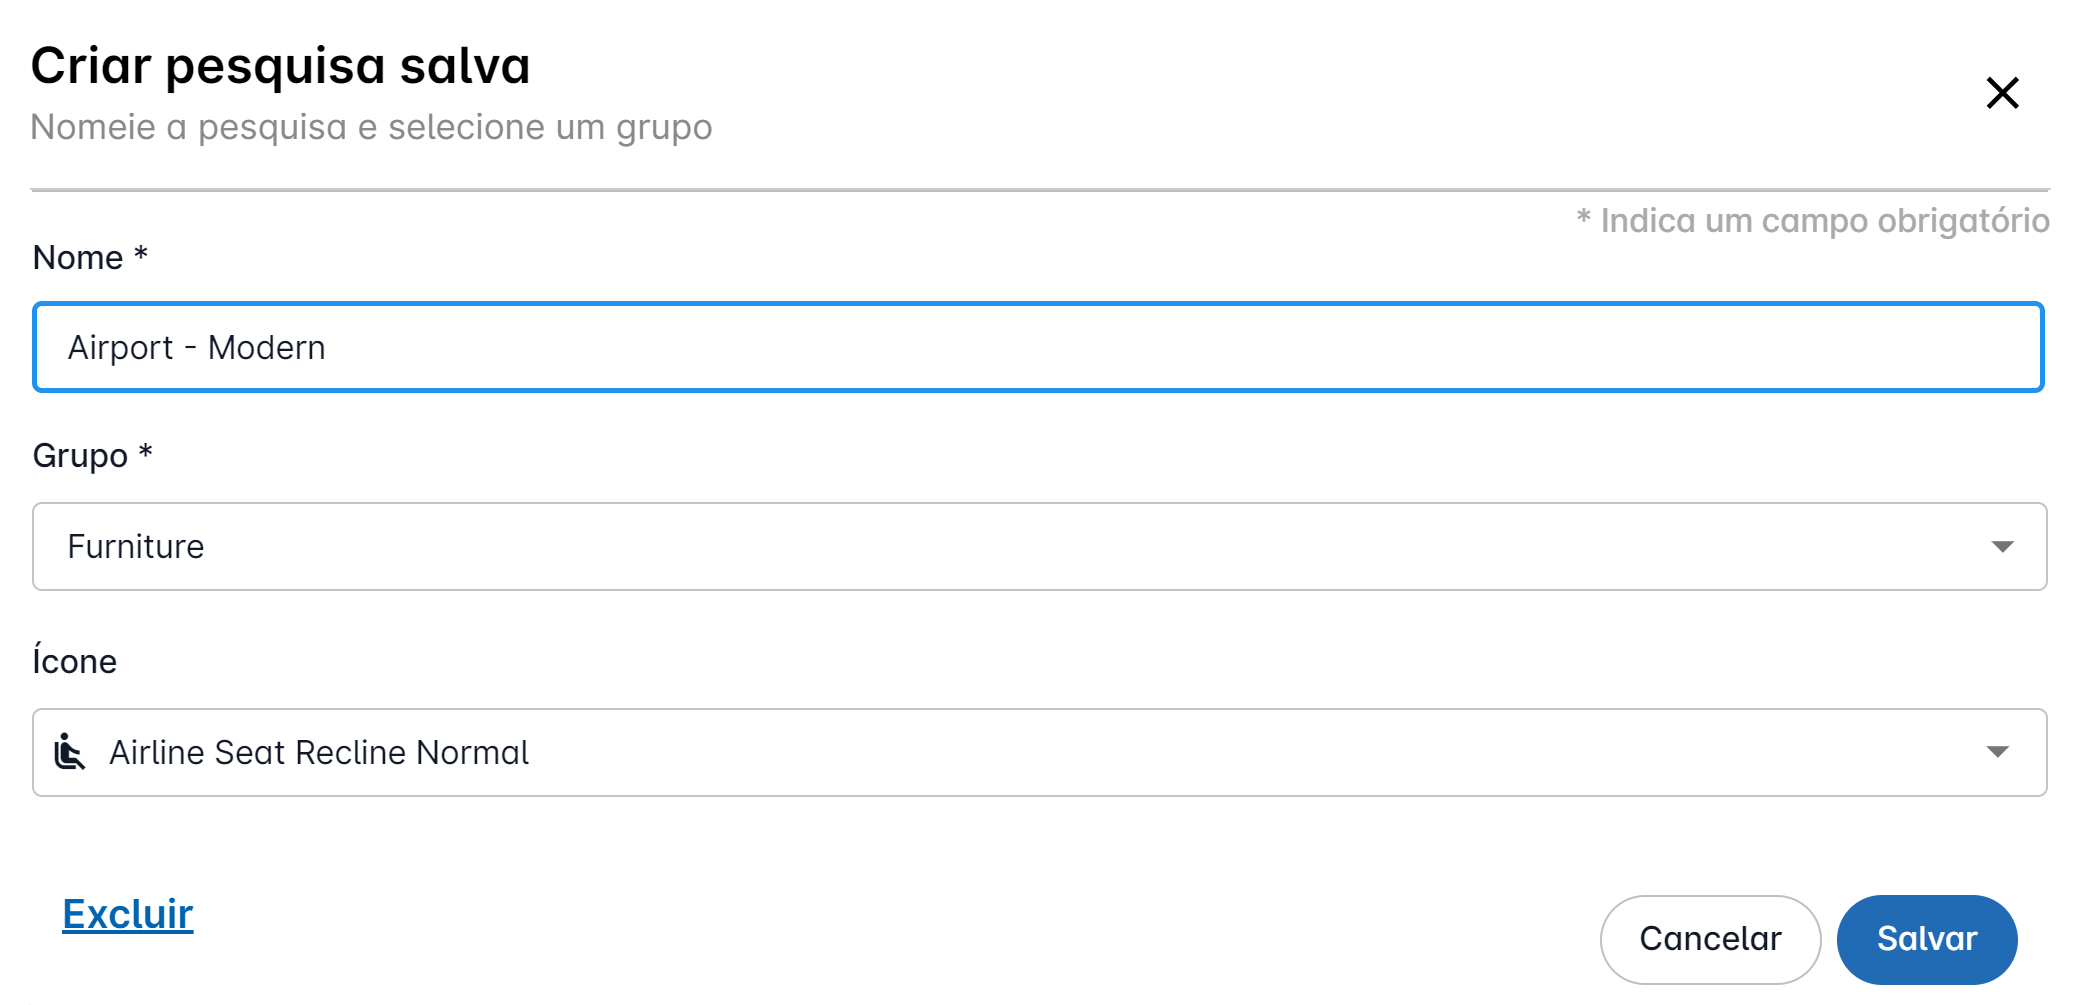 Criar pesquisa salva
Nomeie a pesquisa e selecione um grupo
* Indica um campo obrigatório
Nome *
Airport - Modern
Grupo *
Furniture
Ícone
Airline Seat Recline Normal
Excluir
Cancelar
Salvar